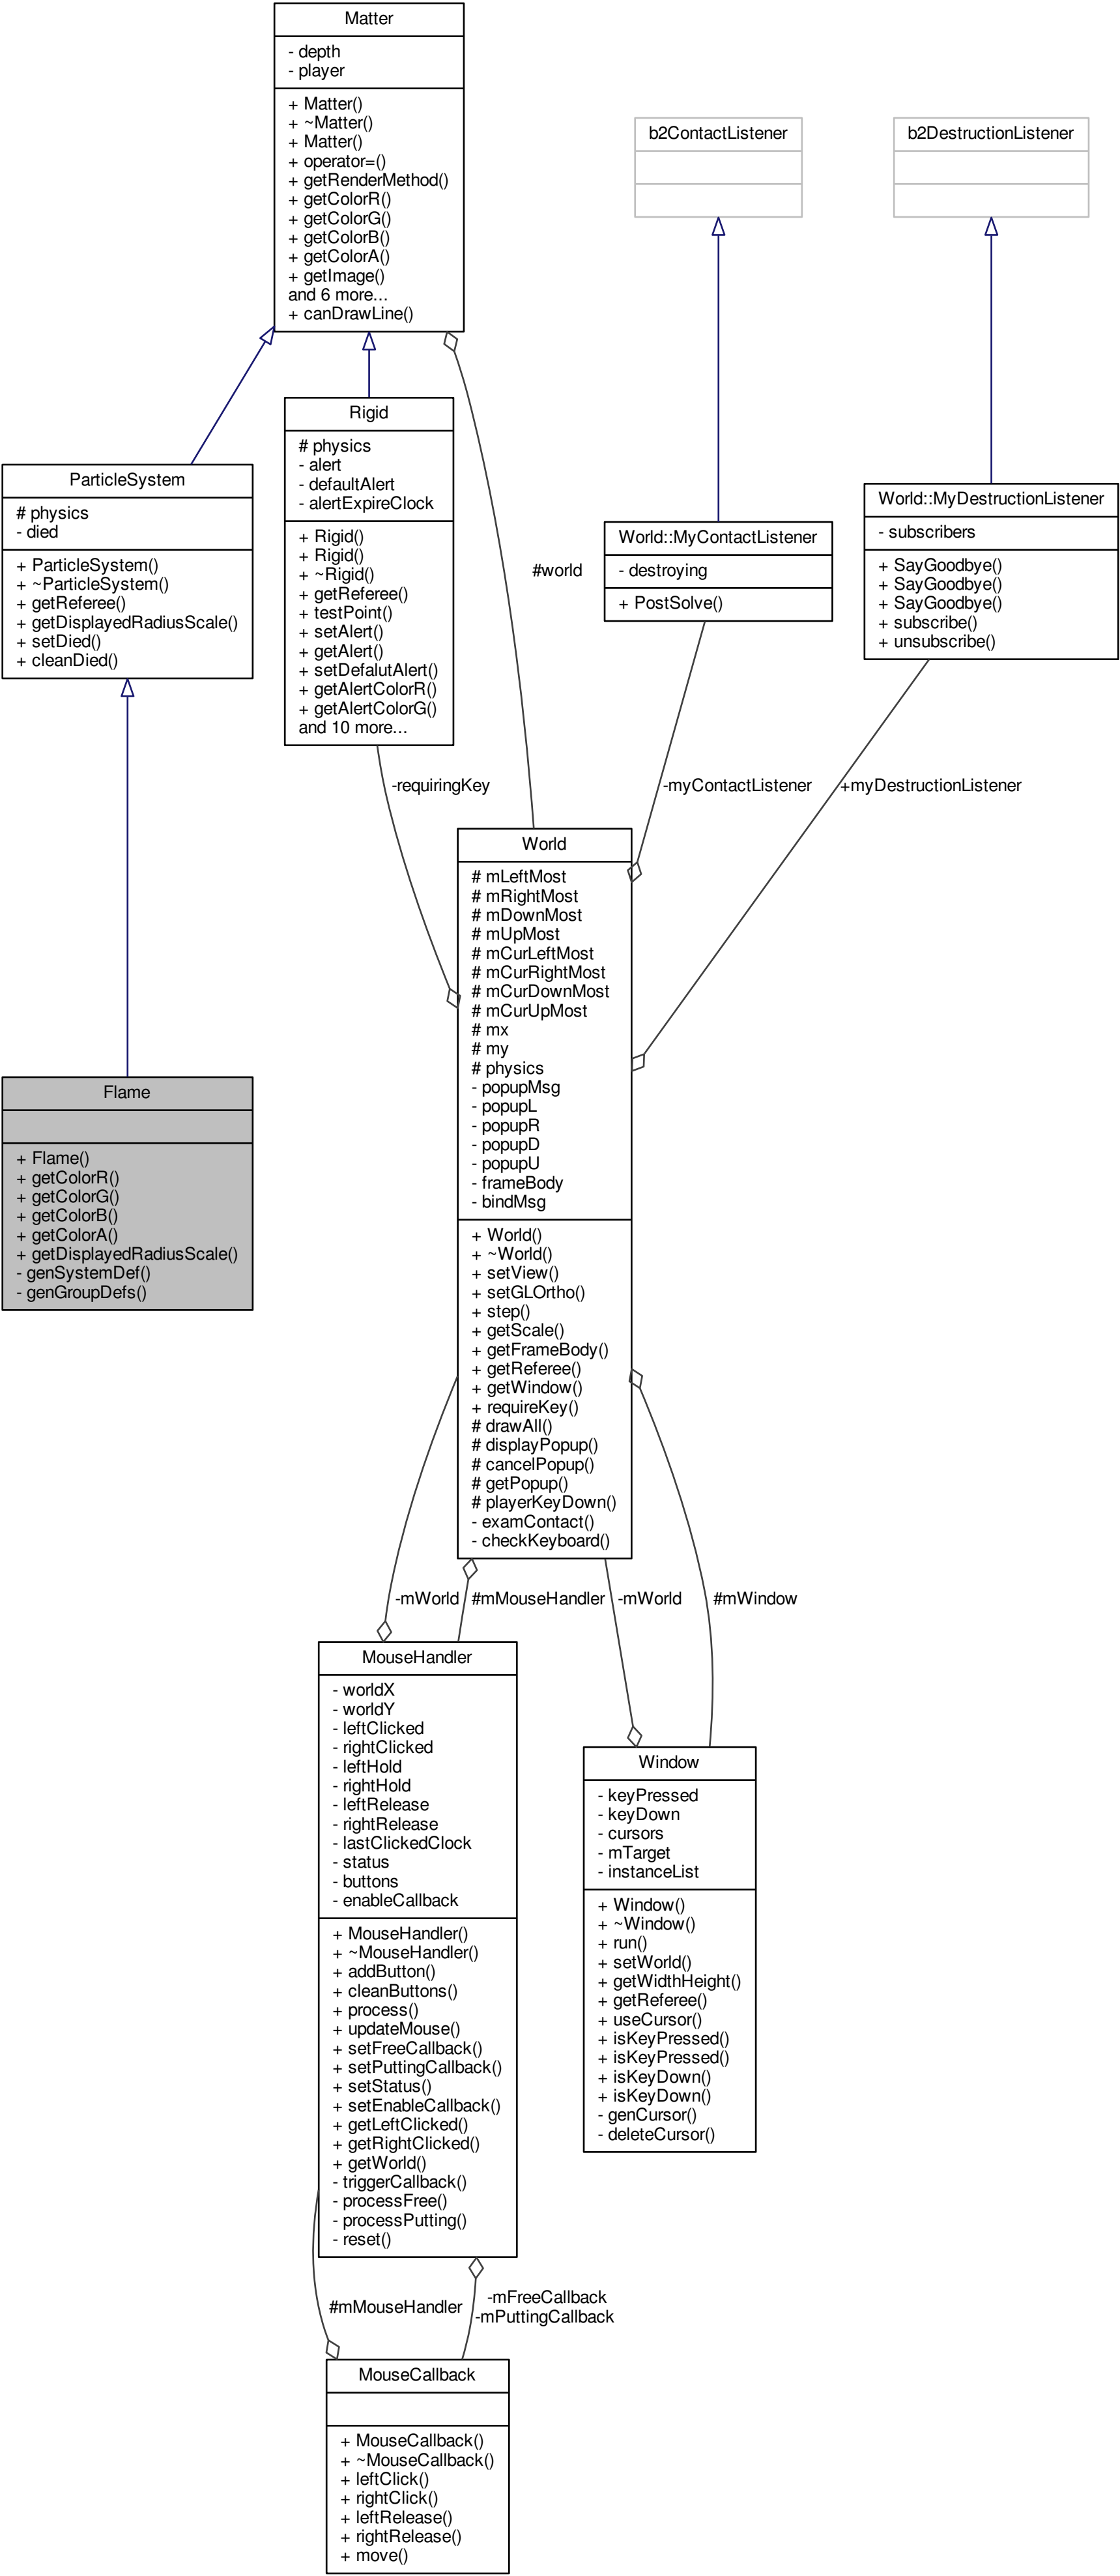 Matter
- depth
- player
+ Matter()
+ ~Matter()
+ Matter()
+ operator=()
+ getRenderMethod()
+ getColorR()
+ getColorG()
+ getColorB()
+ getColorA()
+ getImage()
and 6 more...
+ canDrawLine()
b2ContactListener
b2DestructionListener
ParticleSystem
# physics
- died
+ ParticleSystem()
+ ~ParticleSystem()
+ getReferee()
+ getDisplayedRadiusScale()
+ setDied()
+ cleanDied()
Rigid
# physics
- alert
- defaultAlert
- alertExpireClock
+ Rigid()
+ Rigid()
+ ~Rigid()
+ getReferee()
+ testPoint()
+ setAlert()
+ getAlert()
+ setDefalutAlert()
+ getAlertColorR()
+ getAlertColorG()
and 10 more...
#world
World::MyContactListener
- destroying
+ PostSolve()
World::MyDestructionListener
- subscribers
+ SayGoodbye()
+ SayGoodbye()
+ SayGoodbye()
+ subscribe()
+ unsubscribe()
-requiringKey
-myContactListener
+myDestructionListener
World
# mLeftMost
# mRightMost
# mDownMost
# mUpMost
# mCurLeftMost
# mCurRightMost
# mCurDownMost
# mCurUpMost
# mx
# my
# physics
- popupMsg
- popupL
- popupR
- popupD
- popupU
- frameBody
- bindMsg
+ World()
+ ~World()
+ setView()
+ setGLOrtho()
+ step()
+ getScale()
+ getFrameBody()
+ getReferee()
+ getWindow()
+ requireKey()
# drawAll()
# displayPopup()
# cancelPopup()
# getPopup()
# playerKeyDown()
- examContact()
- checkKeyboard()
Flame
+ Flame()
+ getColorR()
+ getColorG()
+ getColorB()
+ getColorA()
+ getDisplayedRadiusScale()
- genSystemDef()
- genGroupDefs()
-mWorld
#mMouseHandler
-mWorld
#mWindow
MouseHandler
- worldX
- worldY
- leftClicked
- rightClicked
- leftHold
- rightHold
- leftRelease
- rightRelease
- lastClickedClock
- status
- buttons
- enableCallback
+ MouseHandler()
+ ~MouseHandler()
+ addButton()
+ cleanButtons()
+ process()
+ updateMouse()
+ setFreeCallback()
+ setPuttingCallback()
+ setStatus()
+ setEnableCallback()
+ getLeftClicked()
+ getRightClicked()
+ getWorld()
- triggerCallback()
- processFree()
- processPutting()
- reset()
Window
- keyPressed
- keyDown
- cursors
- mTarget
- instanceList
+ Window()
+ ~Window()
+ run()
+ setWorld()
+ getWidthHeight()
+ getReferee()
+ useCursor()
+ isKeyPressed()
+ isKeyPressed()
+ isKeyDown()
+ isKeyDown()
- genCursor()
- deleteCursor()
#mMouseHandler
-mFreeCallback
-mPuttingCallback
MouseCallback
+ MouseCallback()
+ ~MouseCallback()
+ leftClick()
+ rightClick()
+ leftRelease()
+ rightRelease()
+ move()